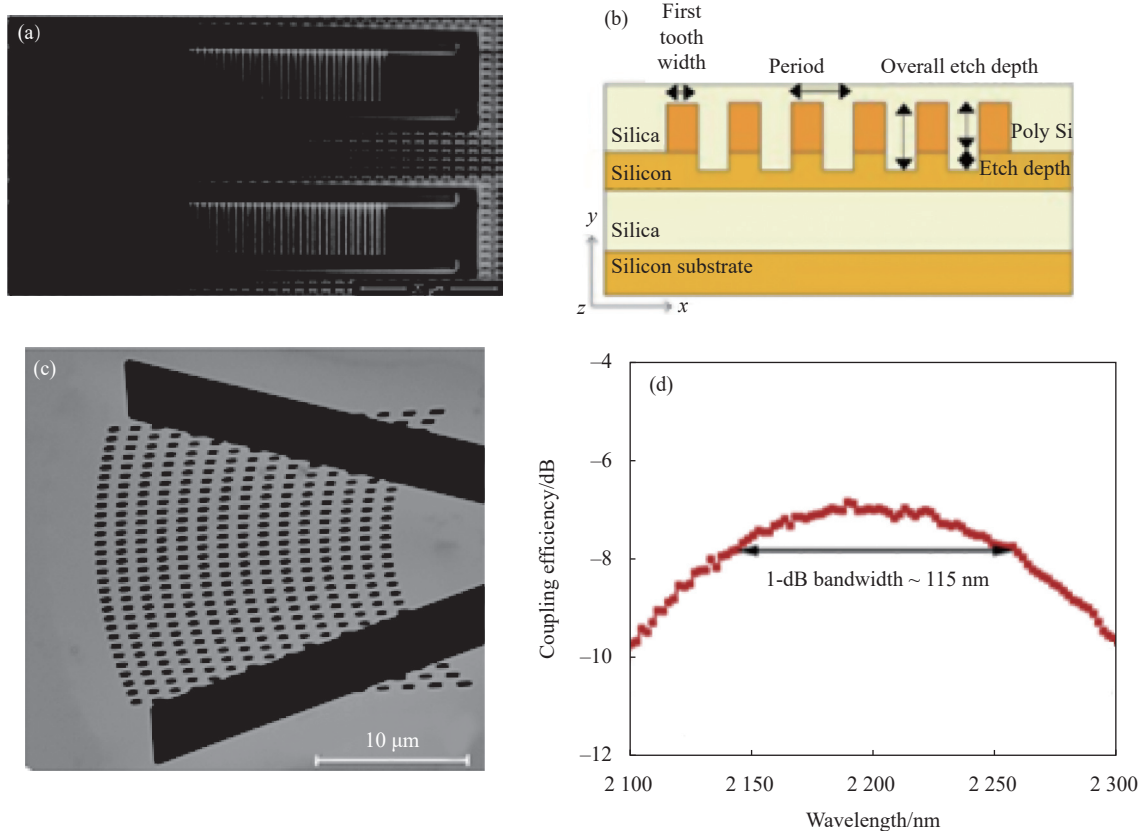 (a)
(b)
First
tooth
width
Period
Overall etch depth
Silica
Poly Si
Silicon
Etch depth
Silica
Silicon substrate
y
z
x
(c)
10 μm
(d)
−4
−6
−8
−10
−12
Coupling efficiency/dB
1-dB bandwidth ~ 115 nm
2 100
2 150
2 200
2 250
2 300
Wavelength/nm